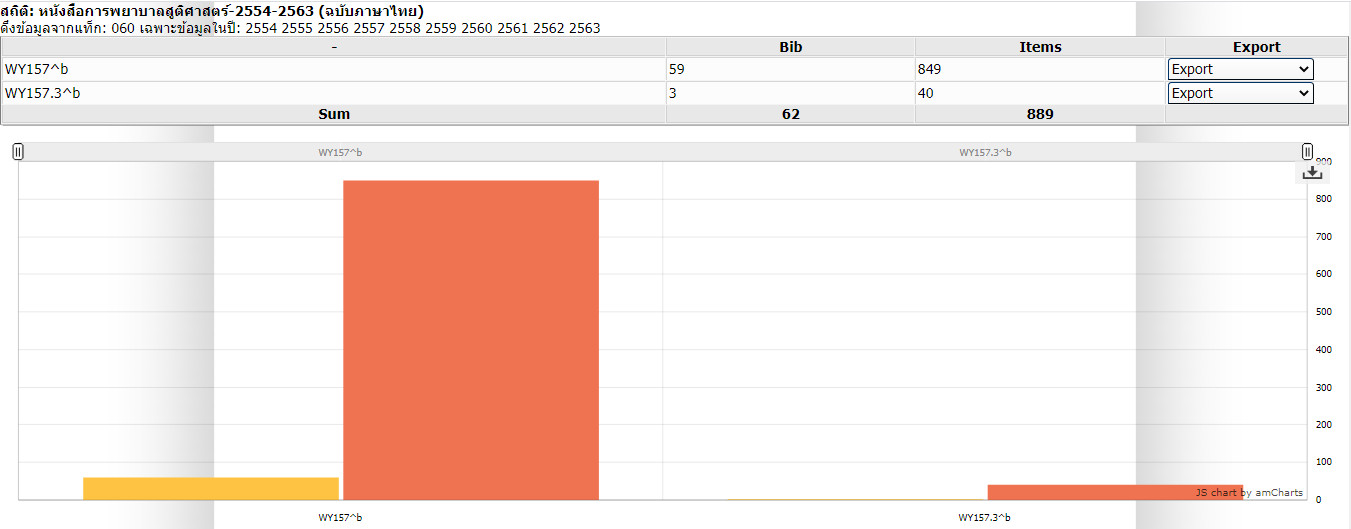 สถิติ: หนังสือการพยาบาลสูติศาสตร์-2554-2563 (ฉบับภาษาไทย)
ดึงข้อมูลจากแท็ก: 060 เฉพาะข้อมูลในปี: 2554 2555 2556 2557 2558 2559 2560 2561 2562 2563
- Bib Items Export
WY157^b 59 849 Export
WY157.3^b 3 40 Export
Sum 62 889
WY157^b WY157.3^b
900
800
700
600
500
400
300
200
100
JS chart by amCharts
0
WY157^b WY157.3^b